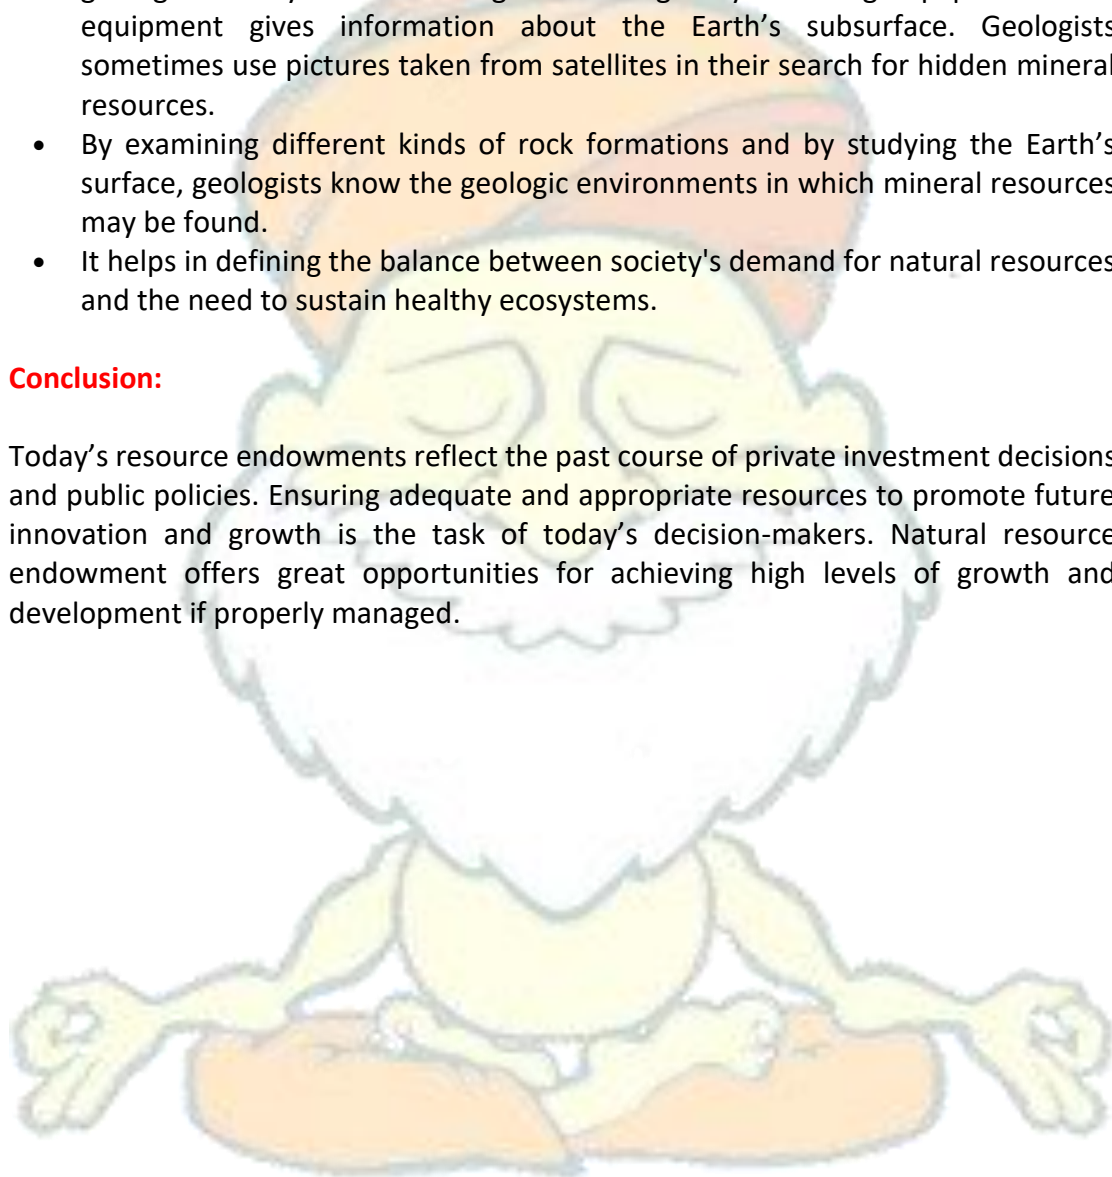 equipment gives information about the Earth’s subsurface. Geologists
sometimes use pictures taken from satellites in their search for hidden mineral
resources.
• By examining different kinds of rock formations and by studying the Earth’s
surface, geologists know the geologic environments in which mineral resources
may be found.
• It helps in defining the balance between society's demand for natural resources
and the need to sustain healthy ecosystems.
Conclusion:
Today’s resource endowments reflect the past course of private investment decisions
and public policies. Ensuring adequate and appropriate resources to promote future
innovation and growth is the task of today’s decision-makers. Natural resource
endowment offers great opportunities for achieving high levels of growth and
development if properly managed.